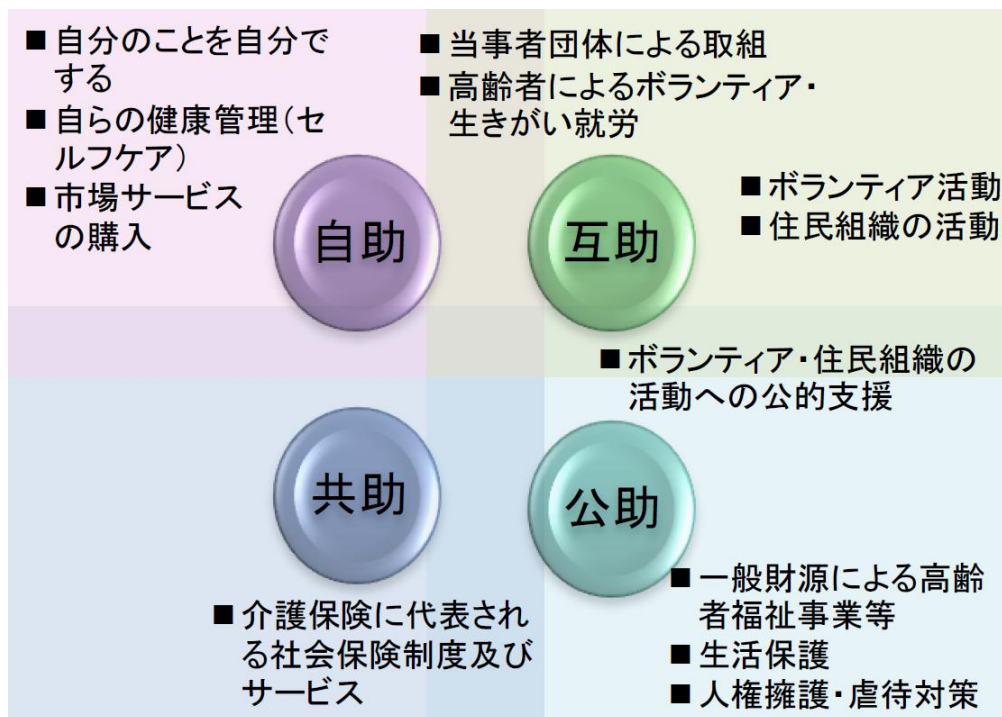 ■ 自分のことを自分で
する
■ 自らの健康管理（セ
ルフケア）
■ 市場サービス
の購入
■ 当事者団体による取組
■ 高齢者によるボランティア・
生きがい就労
自助
互助
■ ボランティア活動
■ 住民組織の活動
■ ボランティア・住民組織の
活動への公的支援
共助
公助
■ 介護保険に代表され
る社会保険制度及び
サービス
■ 一般財源による高齢
者福祉事業等
■ 生活保護
■ 人権擁護・虐待対策